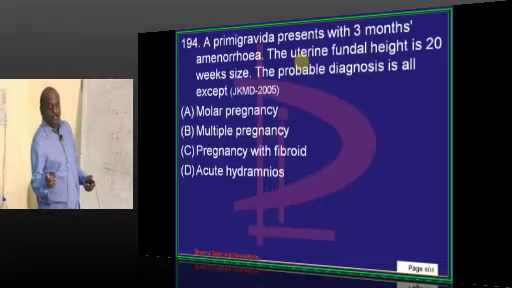 194. A primigravida presents with 3 months'
amenorrhoea. The uterine fundal height is 20
weeks size. The probable diagnosis is all
except (JKMD-2005)
(A) Molar pregnancy
(B) Multiple pregnancy
(C) Pregnancy with fibroid
(D) Acute hydramnios
Page 604